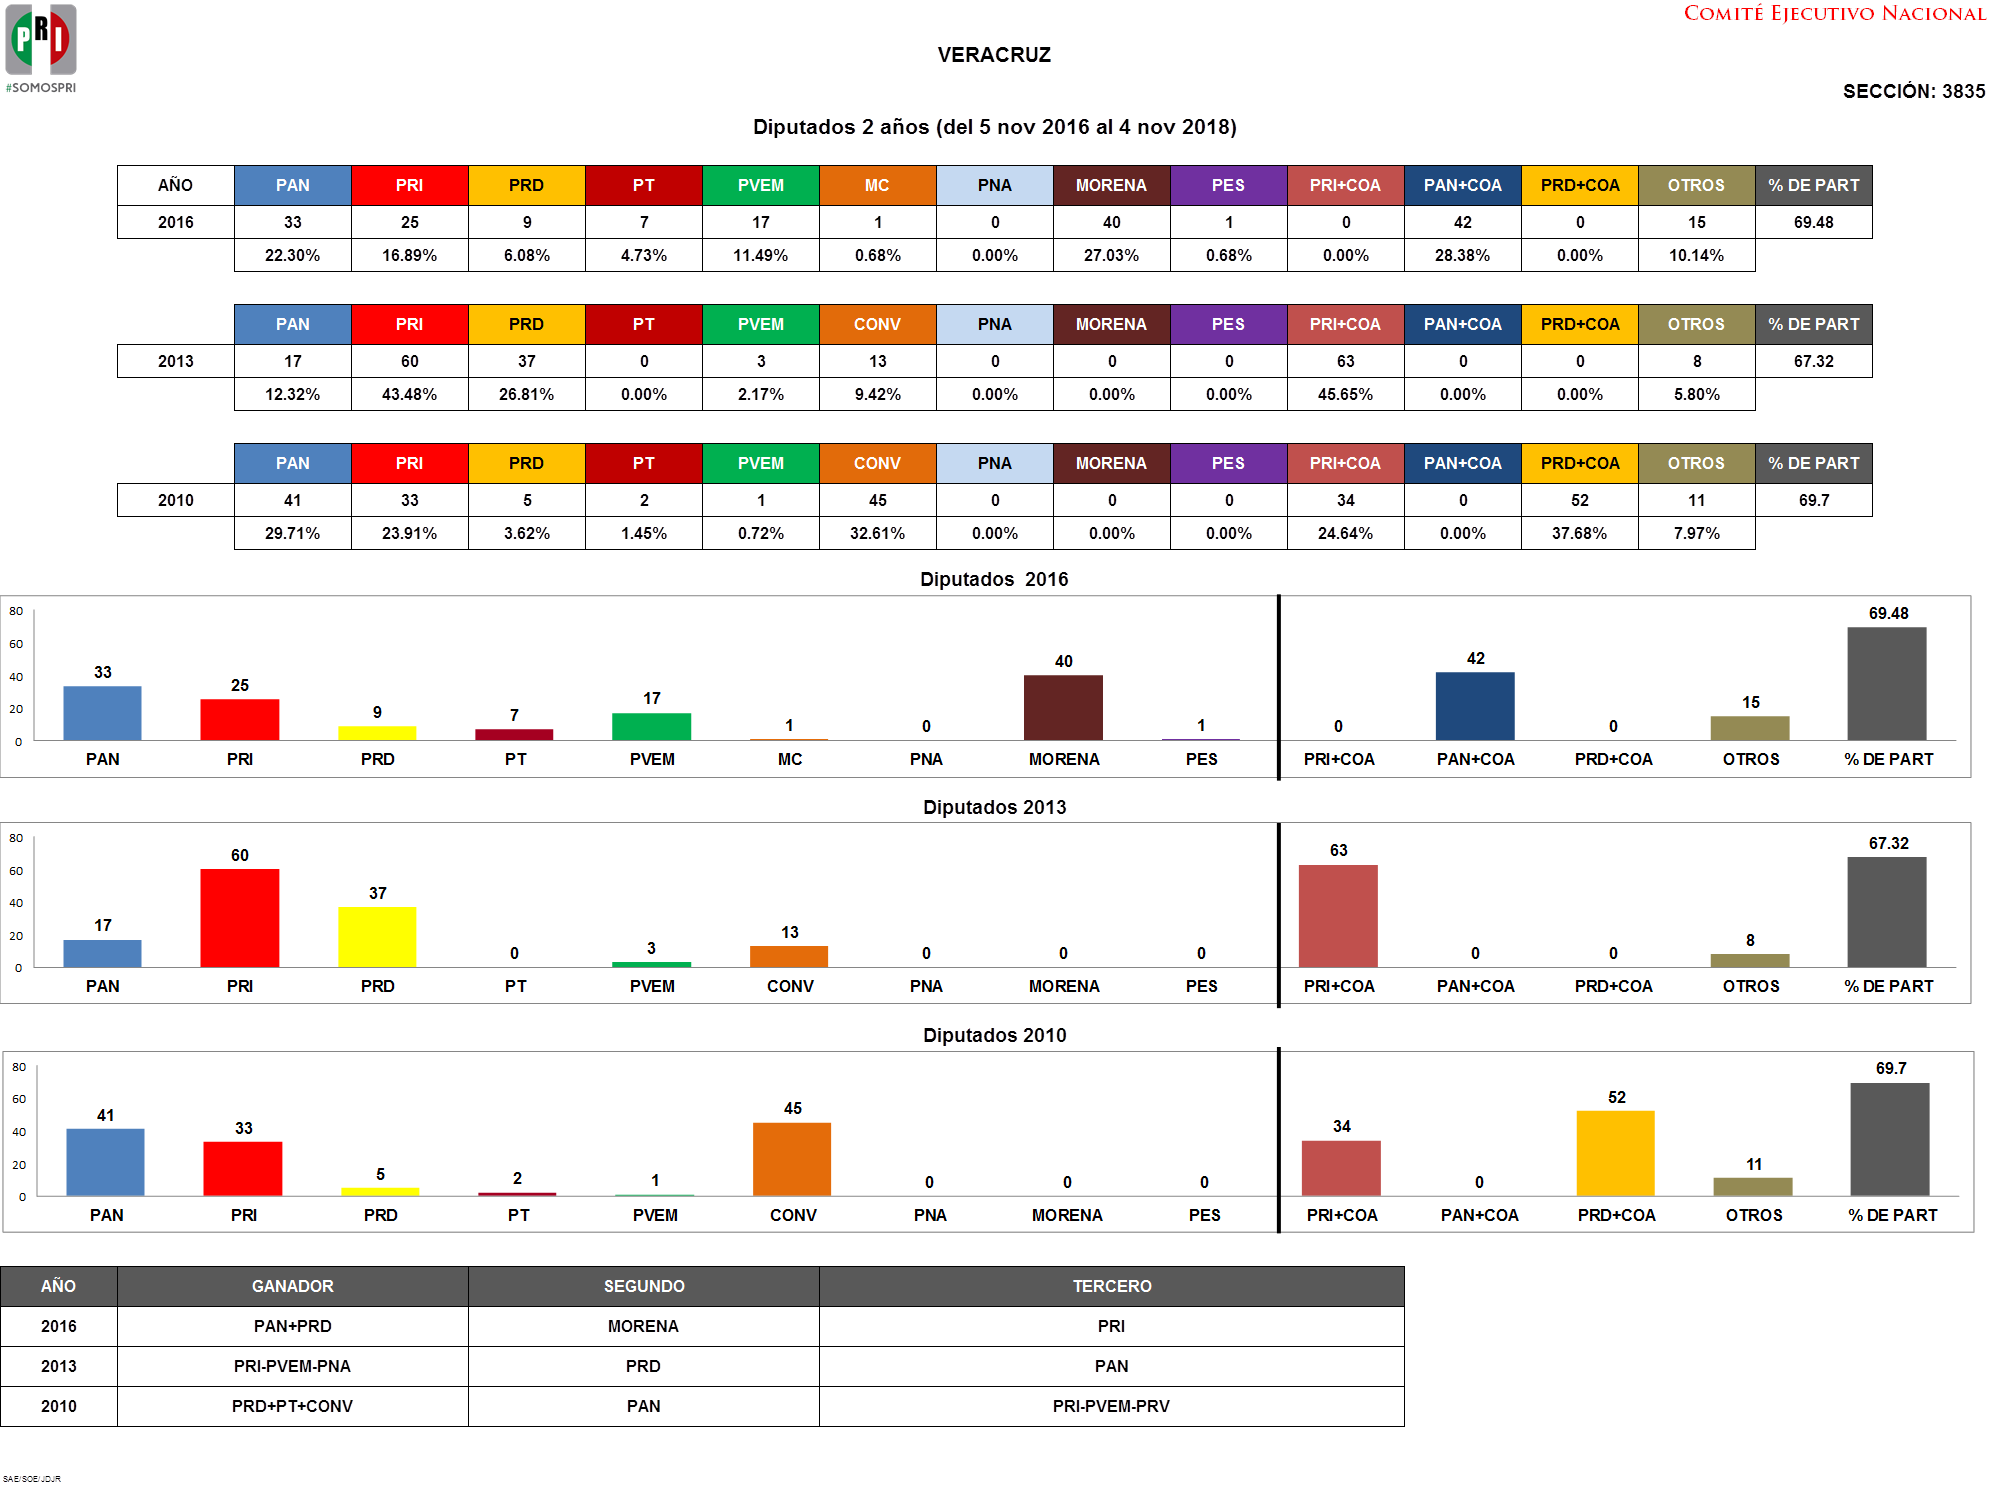 COMITÉ EJECUTIVO NACIONAL
PRI
#SOMOSPRI
VERACRUZ
SECCIÓN: 3835
Diputados 2 años (del 5 nov 2016 al 4 nov 2018)
AÑO PAN PRI PRD PT PVEM MC PNA MORENA PES PRI+COA PAN+COA PRD+COA OTROS % DE PART
2016 33 25 9 7 17 1 0 40 1 0 42 0 15 69.48
22.30% 16.89% 6.08% 4.73% 11.49% 0.68% 0.00% 27.03% 0.68% 0.00% 28.38% 0.00% 10.14%
PAN PRI PRD PT PVEM CONV PNA MORENA PES PRI+COA PAN+COA PRD+COA OTROS % DE PART
2013 17 60 37 0 3 13 0 0 0 63 0 0 8 67.32
12.32% 43.48% 26.81% 0.00% 2.17% 9.42% 0.00% 0.00% 0.00% 45.65% 0.00% 0.00% 5.80%
PAN PRI PRD PT PVEM CONV PNA MORENA PES PRI+COA PAN+COA PRD+COA OTROS % DE PART
2010 41 33 5 2 1 45 0 0 0 34 0 52 11 69.7
29.71% 23.91% 3.62% 1.45% 0.72% 32.61% 0.00% 0.00% 0.00% 24.64% 0.00% 37.68% 7.97%
Diputados 2016
80
60
40
20
0
33 25 9 7 17 1 0 40 1 0 42 0 15 69.48
PAN PRI PRD PT PVEM MC PNA MORENA PES PRI+COA PAN+COA PRD+COA OTROS % DE PART
Diputados 2013
80
60
40
20
0
17 60 37 0 3 13 0 0 0 63 0 0 8 67.32
PAN PRI PRD PT PVEM CONV PNA MORENA PES PRI+COA PAN+COA PRD+COA OTROS % DE PART
Diputados 2010
80
60
40
20
0
41 33 5 2 1 45 0 0 0 34 0 52 11 69.7
PAN PRI PRD PT PVEM CONV PNA MORENA PES PRI+COA PAN+COA PRD+COA OTROS % DE PART
AÑO GANADOR SEGUNDO TERCERO
2016 PAN+PRD MORENA PRI
2013 PRI-PVEM-PNA PRD PAN
2010 PRD+PT+CONV PAN PRI-PVEM-PRV
SAE/SOE/JDJR